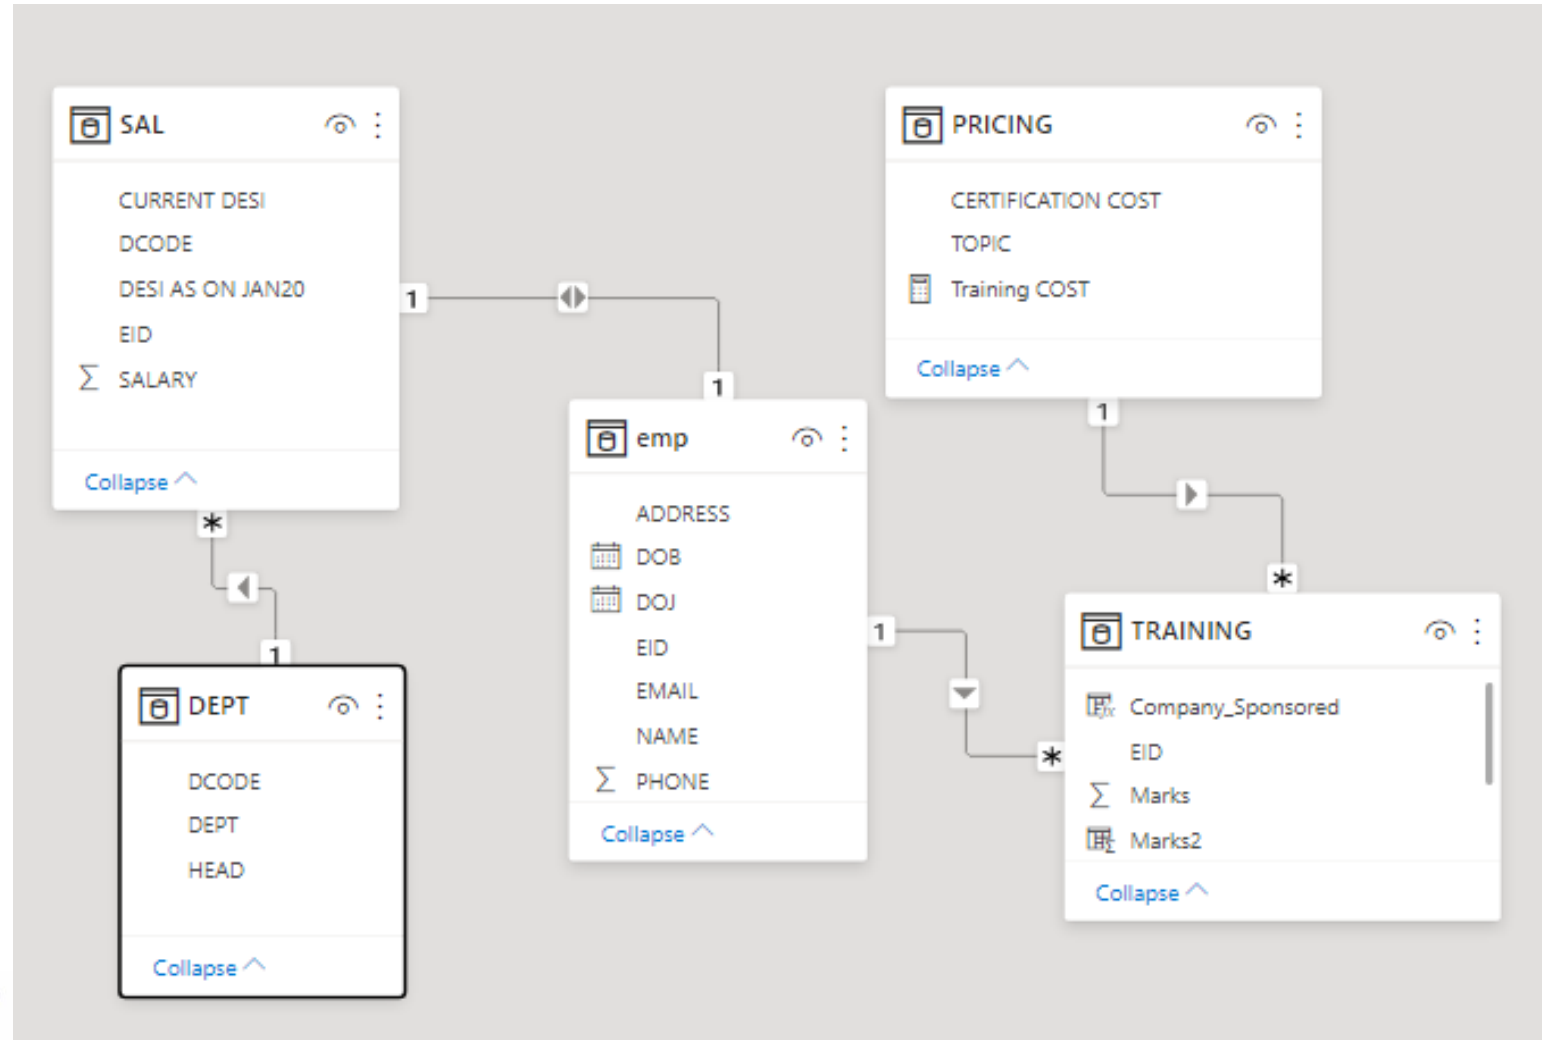 SAL
CURRENT DESI
DCODE
DESI AS ON JAN20
EID
SALARY
Collapse
1
1
*
1
DEPT
DCODE
DEPT
HEAD
Collapse
emp
ADDRESS
DOB
DOJ
EID
EMAIL
NAME
PHONE
Collapse
1
*
PRICING
CERTIFICATION COST
TOPIC
Training COST
Collapse
1
*
TRAINING
Company_Sponsored
EID
Marks
Marks2
Collapse